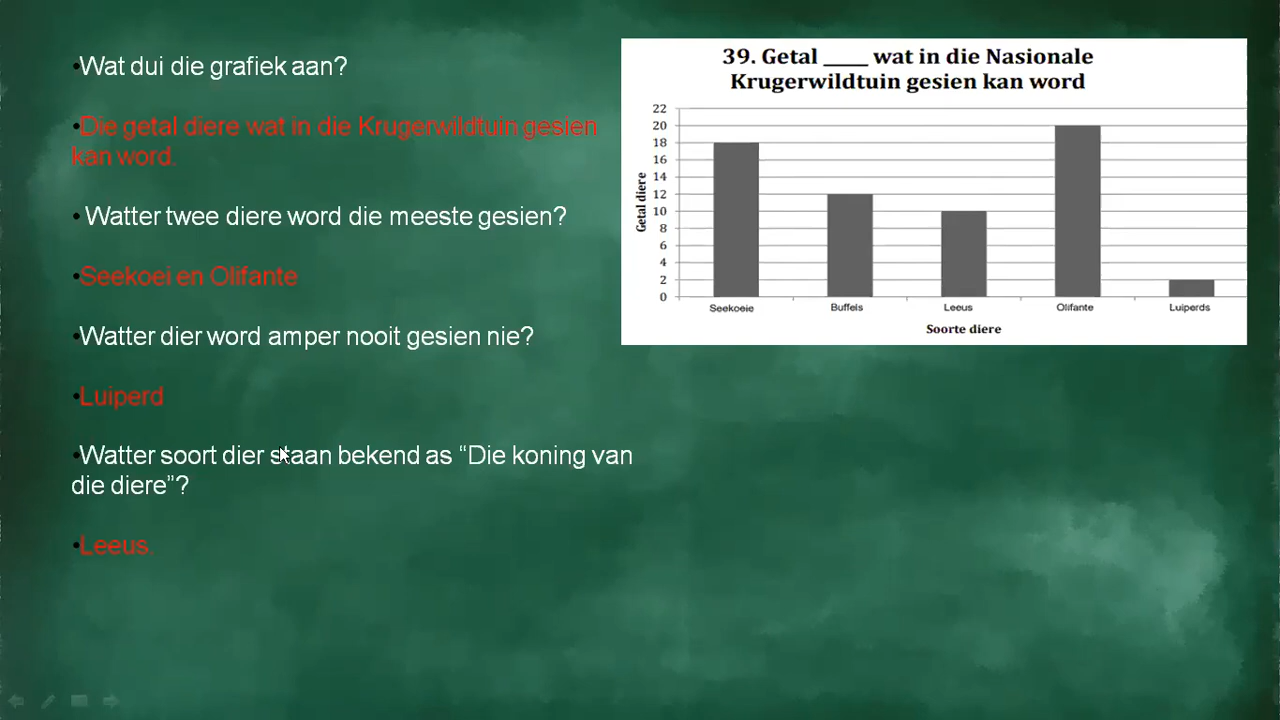 •Wat dui die grafiek aan?
•Die getal diere wat in die Krugerwildtuin gesien
kan word.
• Watter twee diere word die meeste gesien?
•Seekoei en Olifante
•Watter dier word amper nooit gesien nie?
•Luiperd
•Watter soort dier staan bekend as “Die koning van
die diere”?
•Leeus.
39. Getal _____ wat in die Nasionale
Krugerwildtuin gesien kan word
Getal diere
22
20
18
16
14
12
10
8
6
4
2
0
Seekoeie Buffels Leeus Olifante Luiperds
Soorte diere